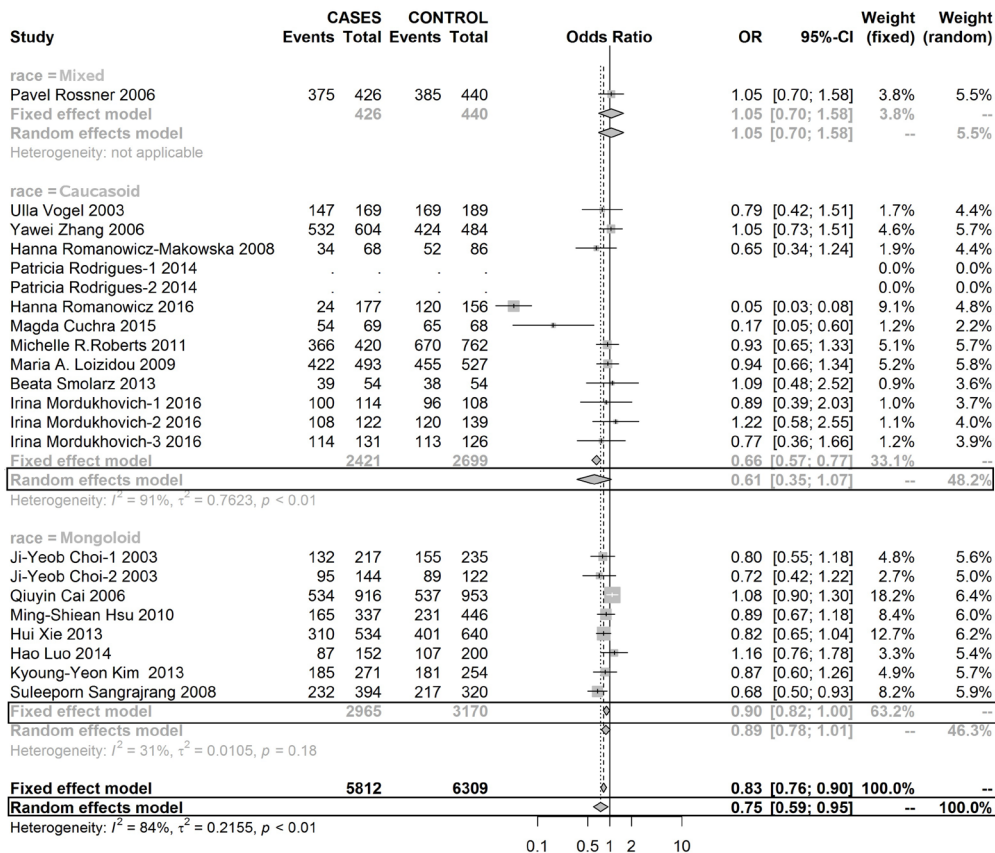 CASES CONTROL Weight Weight
Study Events Total Events Total Odds Ratio OR 95%-CI (fixed) (random)
race = Mixed
Pavel Rossner 2006 375 426 385 440 1.05 [0.70; 1.58] 3.8% 5.5%
Fixed effect model 426 440 1.05 [0.70; 1.58] 3.8% --
Random effects model 1.05 [0.70; 1.58] -- 5.5%
Heterogeneity: not applicable
race = Caucasoid
Ulla Vogel 2003 147 169 169 189 0.79 [0.42; 1.51] 1.7% 4.4%
Yawei Zhang 2006 532 604 424 484 1.05 [0.73; 1.51] 4.6% 5.7%
Hanna Romanowicz-Makowska 2008 34 68 52 86 0.65 [0.34; 1.24] 1.9% 4.4%
Patricia Rodrigues-1 2014 . . . . 0.0% 0.0%
Patricia Rodrigues-2 2014 . . . . 0.0% 0.0%
Hanna Romanowicz 2016 24 177 120 156 0.05 [0.03; 0.08] 9.1% 4.8%
Magda Cuchra 2015 54 69 65 68 0.17 [0.05; 0.60] 1.2% 2.2%
Michelle R.Roberts 2011 366 420 670 762 0.93 [0.65; 1.33] 5.1% 5.7%
Maria A. Loizidou 2009 422 493 455 527 0.94 [0.66; 1.34] 5.2% 5.8%
Beata Smolarz 2013 39 54 38 54 1.09 [0.48; 2.52] 0.9% 3.6%
Irina Mordukhovich-1 2016 100 114 96 108 0.89 [0.39; 2.03] 1.0% 3.7%
Irina Mordukhovich-2 2016 108 122 120 139 1.22 [0.58; 2.55] 1.1% 4.0%
Irina Mordukhovich-3 2016 114 131 113 126 0.77 [0.36; 1.66] 1.2% 3.9%
Fixed effect model 2421 2699 0.66 [0.57; 0.77] 33.1% --
Random effects model 0.61 [0.35; 1.07] -- 48.2%
Heterogeneity: I² = 91%, τ² = 0.7623, p < 0.01
race = Mongoloid
Ji-Yeob Choi-1 2003 132 217 155 235 0.80 [0.55; 1.18] 4.8% 5.6%
Ji-Yeob Choi-2 2003 95 144 89 122 0.72 [0.42; 1.22] 2.7% 5.0%
Qiuyin Cai 2006 534 916 537 953 1.08 [0.90; 1.30] 18.2% 6.4%
Ming-Shiean Hsu 2010 165 337 231 446 0.89 [0.67; 1.18] 8.4% 6.0%
Hui Xie 2013 310 534 401 640 0.82 [0.65; 1.04] 12.7% 6.2%
Hao Luo 2014 87 152 107 200 1.16 [0.76; 1.78] 3.3% 5.4%
Kyoung-Yeon Kim 2013 185 271 181 254 0.87 [0.60; 1.26] 4.9% 5.7%
Suleeporn Sangrajrang 2008 232 394 217 320 0.68 [0.50; 0.93] 8.2% 5.9%
Fixed effect model 2965 3170 0.90 [0.82; 1.00] 63.2% --
Random effects model 0.89 [0.78; 1.01] -- 46.3%
Heterogeneity: I² = 31%, τ² = 0.0105, p = 0.18
Fixed effect model 5812 6309 0.83 [0.76; 0.90] 100.0% --
Random effects model 0.75 [0.59; 0.95] -- 100.0%
Heterogeneity: I² = 84%, τ² = 0.2155, p < 0.01
0.1 0.5 1 2 10